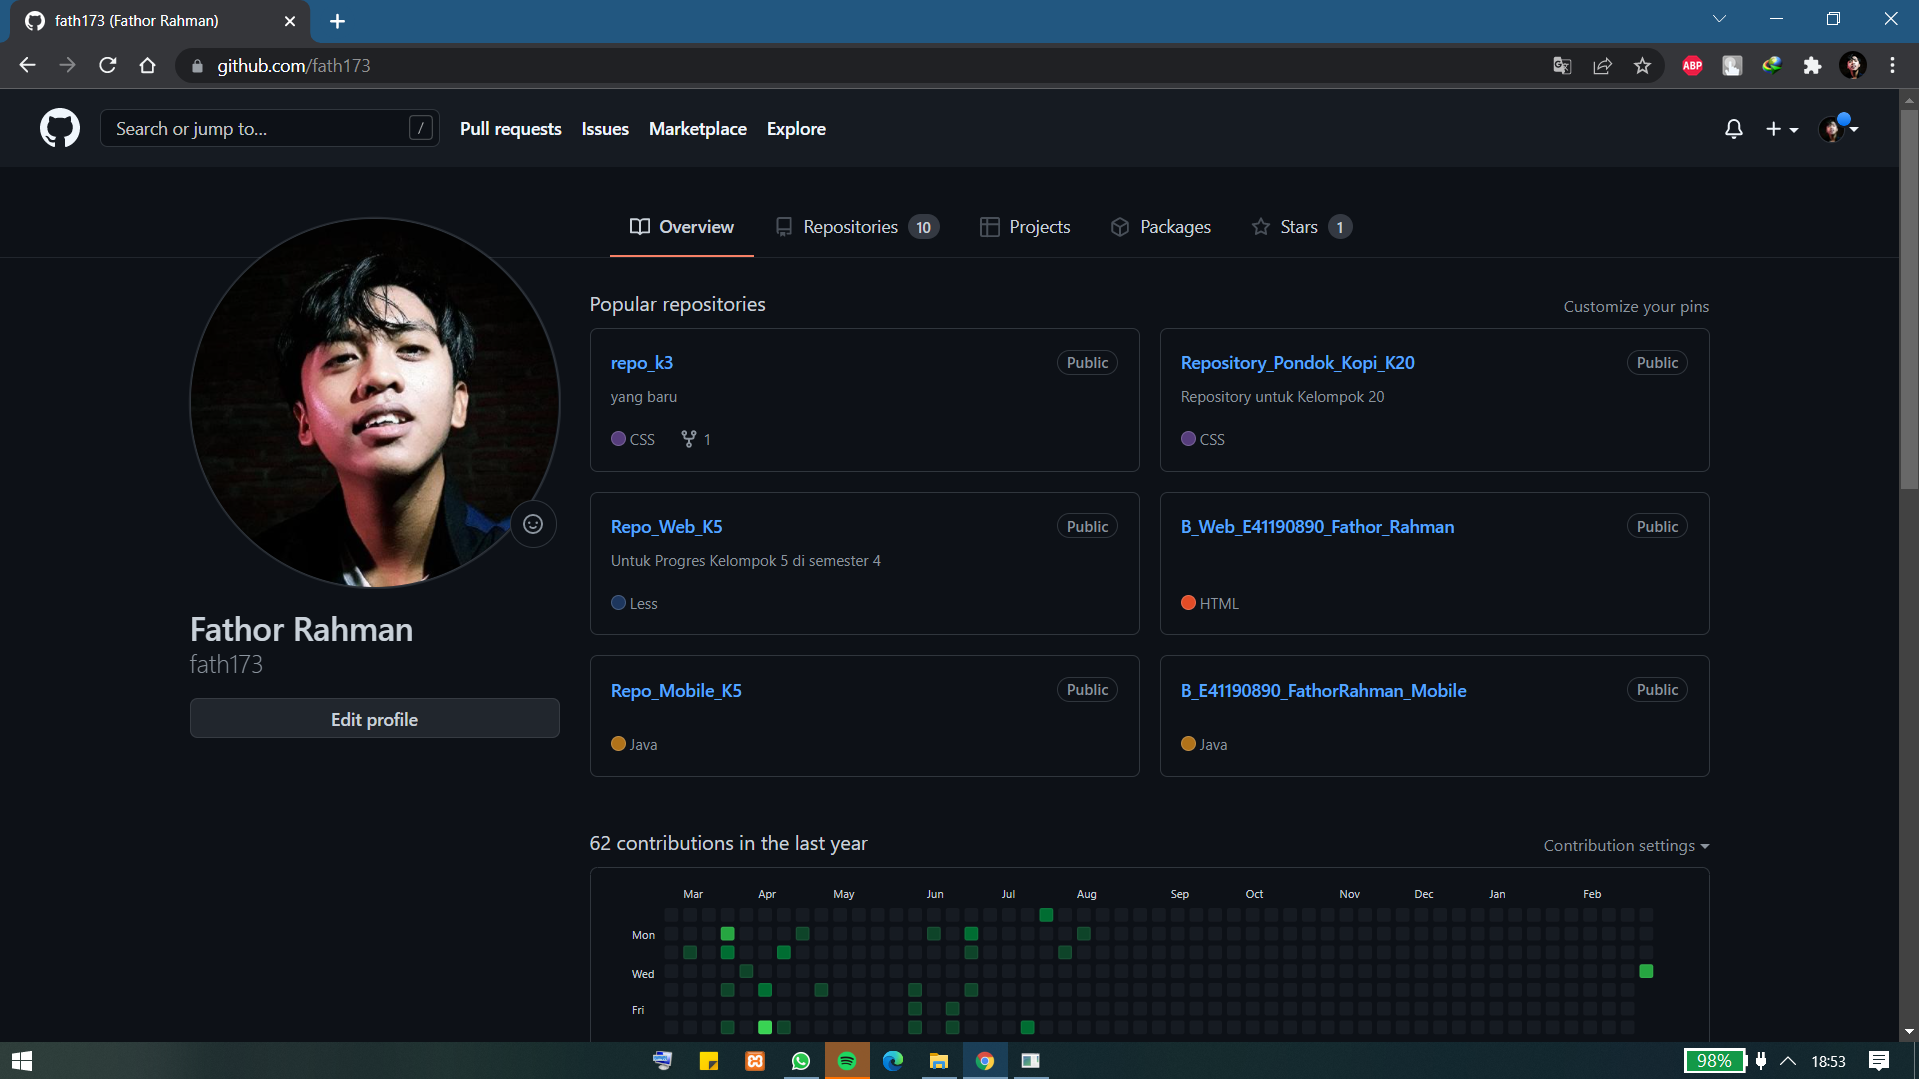 fath173 (Fathor Rahman)
github.com/fath173
ABP
Search or jump to...
/
Pull requests
Issues
Marketplace
Explore
Overview
Repositories 10
Projects
Packages
Stars 1
Popular repositories
Customize your pins
repo_k3
Public
yang baru
CSS
1
Repository_Pondok_Kopi_K20
Public
Repository untuk Kelompok 20
CSS
Repo_Web_K5
Public
Untuk Progres Kelompok 5 di semester 4
Less
B_Web_E41190890_Fathor_Rahman
Public
HTML
Fathor Rahman
fath173
Edit profile
Repo_Mobile_K5
Public
Java
B_E41190890_FathorRahman_Mobile
Public
Java
62 contributions in the last year
Contribution settings
Mar Apr May Jun Jul Aug Sep Oct Nov Dec Jan Feb
Mon
Wed
Fri
98%
18:53